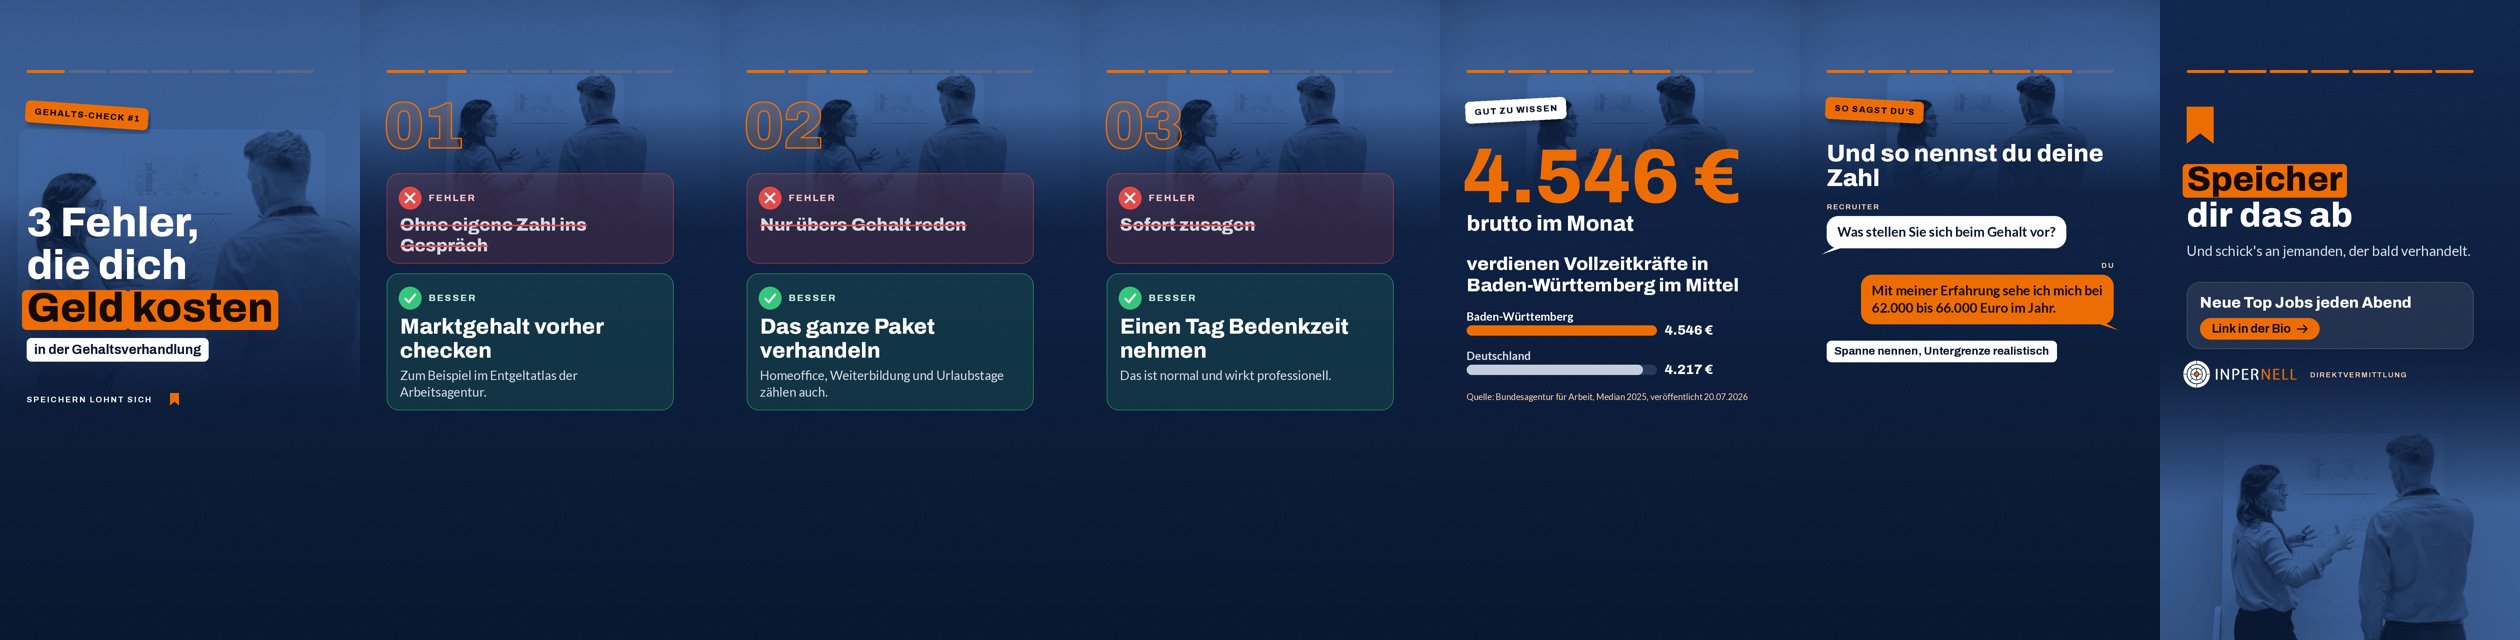 GEHALTS-CHECK #1
3 Fehler,
die dich
Geld kosten
in der Gehaltsverhandlung
SPEICHERN LOHNT SICH
01
FEHLER
Ohne eigene Zahl ins
Gespräch
BESSER
Marktgehalt vorher
checken
Zum Beispiel im Entgeltatlas der
Arbeitsagentur.
02
FEHLER
Nur übers Gehalt reden
BESSER
Das ganze Paket
verhandeln
Homeoffice, Weiterbildung und Urlaubstage
zählen auch.
03
FEHLER
Sofort zusagen
BESSER
Einen Tag Bedenkzeit
nehmen
Das ist normal und wirkt professionell.
GUT ZU WISSEN
4.546 €
brutto im Monat
verdienen Vollzeitkräfte in
Baden-Württemberg im Mittel
Baden-Württemberg
4.546 €
Deutschland
4.217 €
Quelle: Bundesagentur für Arbeit, Median 2025, veröffentlicht 20.07.2026
SO SAGST DU'S
Und so nennst du deine
Zahl
RECRUITER
Was stellen Sie sich beim Gehalt vor?
DU
Mit meiner Erfahrung sehe ich mich bei
62.000 bis 66.000 Euro im Jahr.
Spanne nennen, Untergrenze realistisch
Speicher
dir das ab
Und schick's an jemanden, der bald verhandelt.
Neue Top Jobs jeden Abend
Link in der Bio →
INPERNELL DIREKTVERMITTLUNG